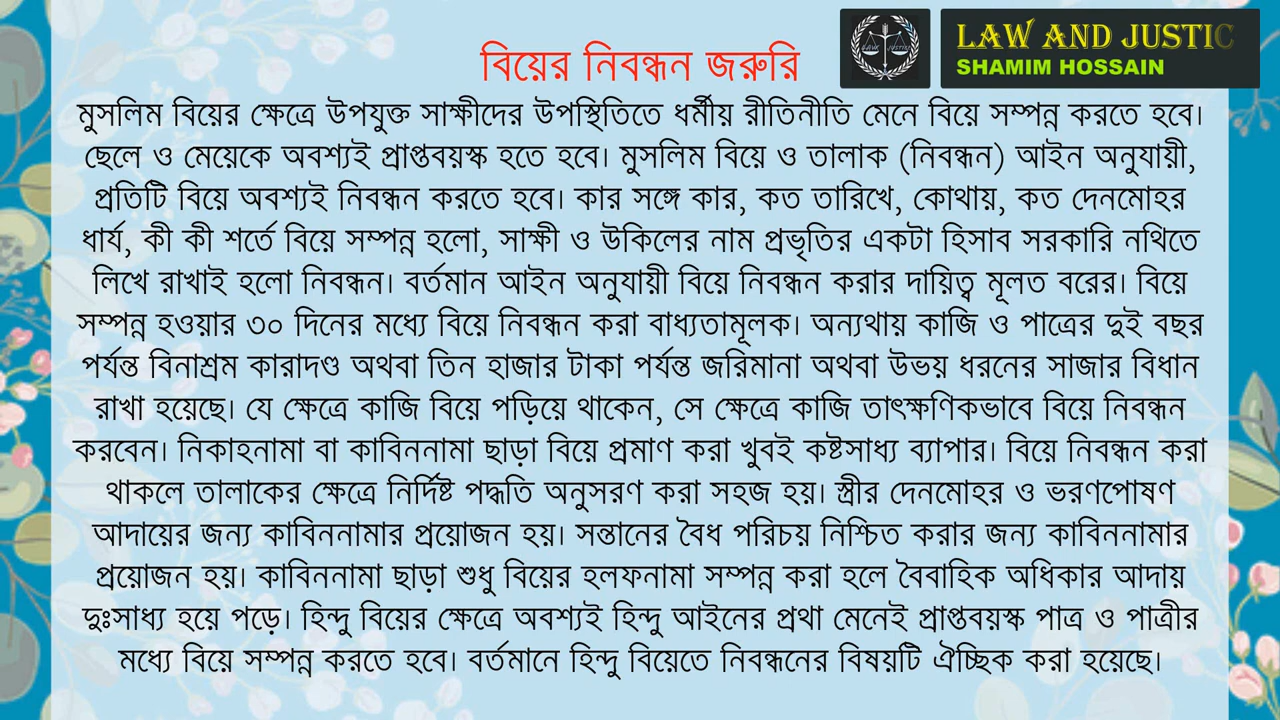 LAW AND JUSTIC
SHAMIM HOSSAIN
বিয়ের নিবন্ধন জরুরি
মুসলিম বিয়ের ক্ষেত্রে উপযুক্ত সাক্ষীদের উপস্থিতিতে ধর্মীয় রীতিনীতি মেনে বিয়ে সম্পন্ন করতে হবে।
ছেলে ও মেয়েকে অবশ্যই প্রাপ্তবয়স্ক হতে হবে। মুসলিম বিয়ে ও তালাক (নিবন্ধন) আইন অনুযায়ী,
প্রতিটি বিয়ে অবশ্যই নিবন্ধন করতে হবে। কার সঙ্গে কার, কত তারিখে, কোথায়, কত দেনমোহর
ধার্য, কী কী শর্তে বিয়ে সম্পন্ন হলো, সাক্ষী ও উকিলের নাম প্রভৃতির একটা হিসাব সরকারি নথিতে
লিখে রাখাই হলো নিবন্ধন। বর্তমান আইন অনুযায়ী বিয়ে নিবন্ধন করার দায়িত্ব মূলত বরের। বিয়ে
সম্পন্ন হওয়ার ৩০ দিনের মধ্যে বিয়ে নিবন্ধন করা বাধ্যতামূলক। অন্যথায় কাজি ও পাত্রের দুই বছর
পর্যন্ত বিনাশ্রম কারাদণ্ড অথবা তিন হাজার টাকা পর্যন্ত জরিমানা অথবা উভয় ধরনের সাজার বিধান
রাখা হয়েছে। যে ক্ষেত্রে কাজি বিয়ে পড়িয়ে থাকেন, সে ক্ষেত্রে কাজি তাৎক্ষণিকভাবে বিয়ে নিবন্ধন
করবেন। নিকাহনামা বা কাবিননামা ছাড়া বিয়ে প্রমাণ করা খুবই কষ্টসাধ্য ব্যাপার। বিয়ে নিবন্ধন করা
থাকলে তালাকের ক্ষেত্রে নির্দিষ্ট পদ্ধতি অনুসরণ করা সহজ হয়। স্ত্রীর দেনমোহর ও ভরণপোষণ
আদায়ের জন্য কাবিননামার প্রয়োজন হয়। সন্তানের বৈধ পরিচয় নিশ্চিত করার জন্য কাবিননামার
প্রয়োজন হয়। কাবিননামা ছাড়া শুধু বিয়ের হলফনামা সম্পন্ন করা হলে বৈবাহিক অধিকার আদায়
দুঃসাধ্য হয়ে পড়ে। হিন্দু বিয়ের ক্ষেত্রে অবশ্যই হিন্দু আইনের প্রথা মেনেই প্রাপ্তবয়স্ক পাত্র ও পাত্রীর
মধ্যে বিয়ে সম্পন্ন করতে হবে। বর্তমানে হিন্দু বিয়েতে নিবন্ধনের বিষয়টি ঐচ্ছিক করা হয়েছে।